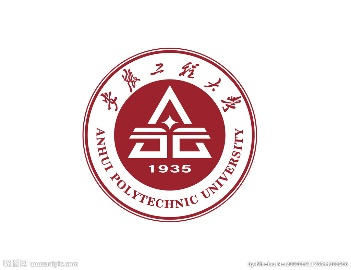 安徽工程大学
1935
ANHUI POLYTECHNIC UNIVERSITY